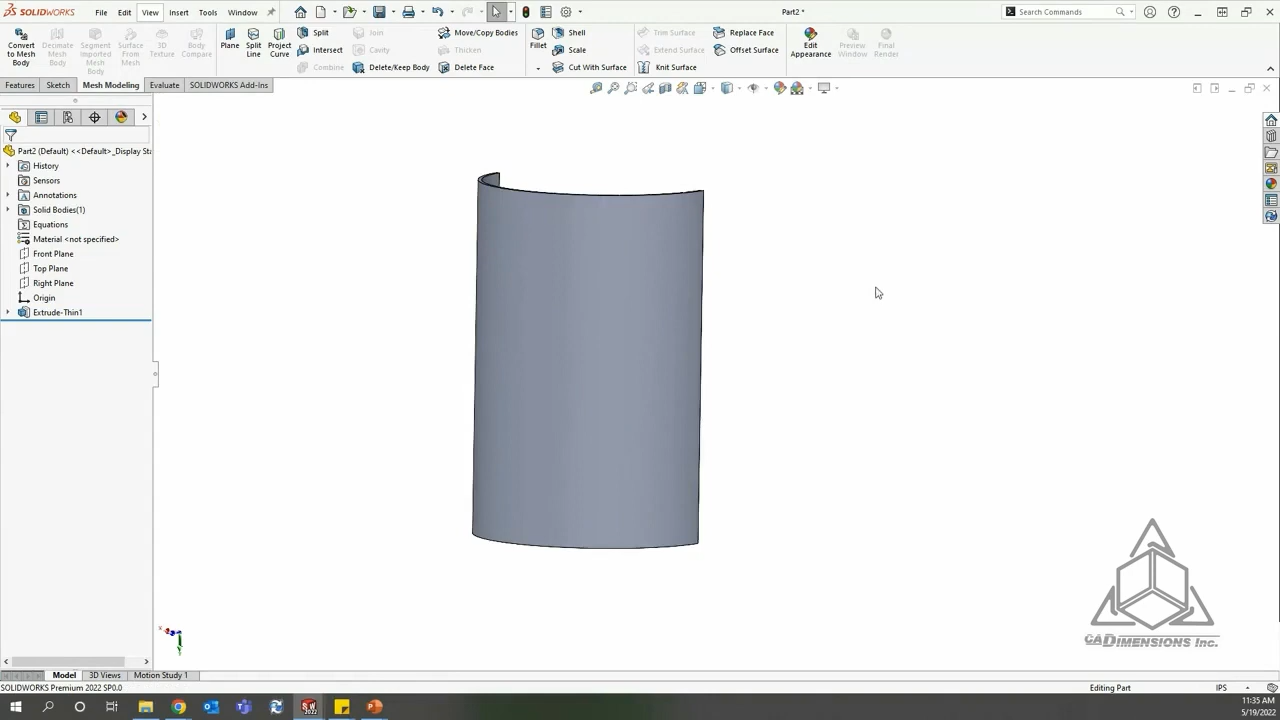 SOLIDWORKS File Edit View Insert Tools Window Part2 * Search Commands
Convert to Mesh Body
Decimate Mesh Body
Segment Imported Mesh Body
Surface From Mesh
3D Texture
Body Compare
Plane
Split Line
Project Curve
Split
Intersect
Combine
Join
Cavity
Delete/Keep Body
Move/Copy Bodies
Thicken
Delete Face
Fillet
Shell
Scale
Cut With Surface
Trim Surface
Extend Surface
Knit Surface
Replace Face
Offset Surface
Edit Appearance
Preview Window
Final Render
Features Sketch Mesh Modeling Evaluate SOLIDWORKS Add-Ins
Part2 (Default) <<Default>_Display Sta
History
Sensors
Annotations
Solid Bodies(1)
Equations
Material <not specified>
Front Plane
Top Plane
Right Plane
Origin
Extrude-Thin1
CADIMENSIONS Inc.
Model 3D Views Motion Study 1
SOLIDWORKS Premium 2022 SP0.0 Editing Part IPS
11:35 AM
5/19/2022